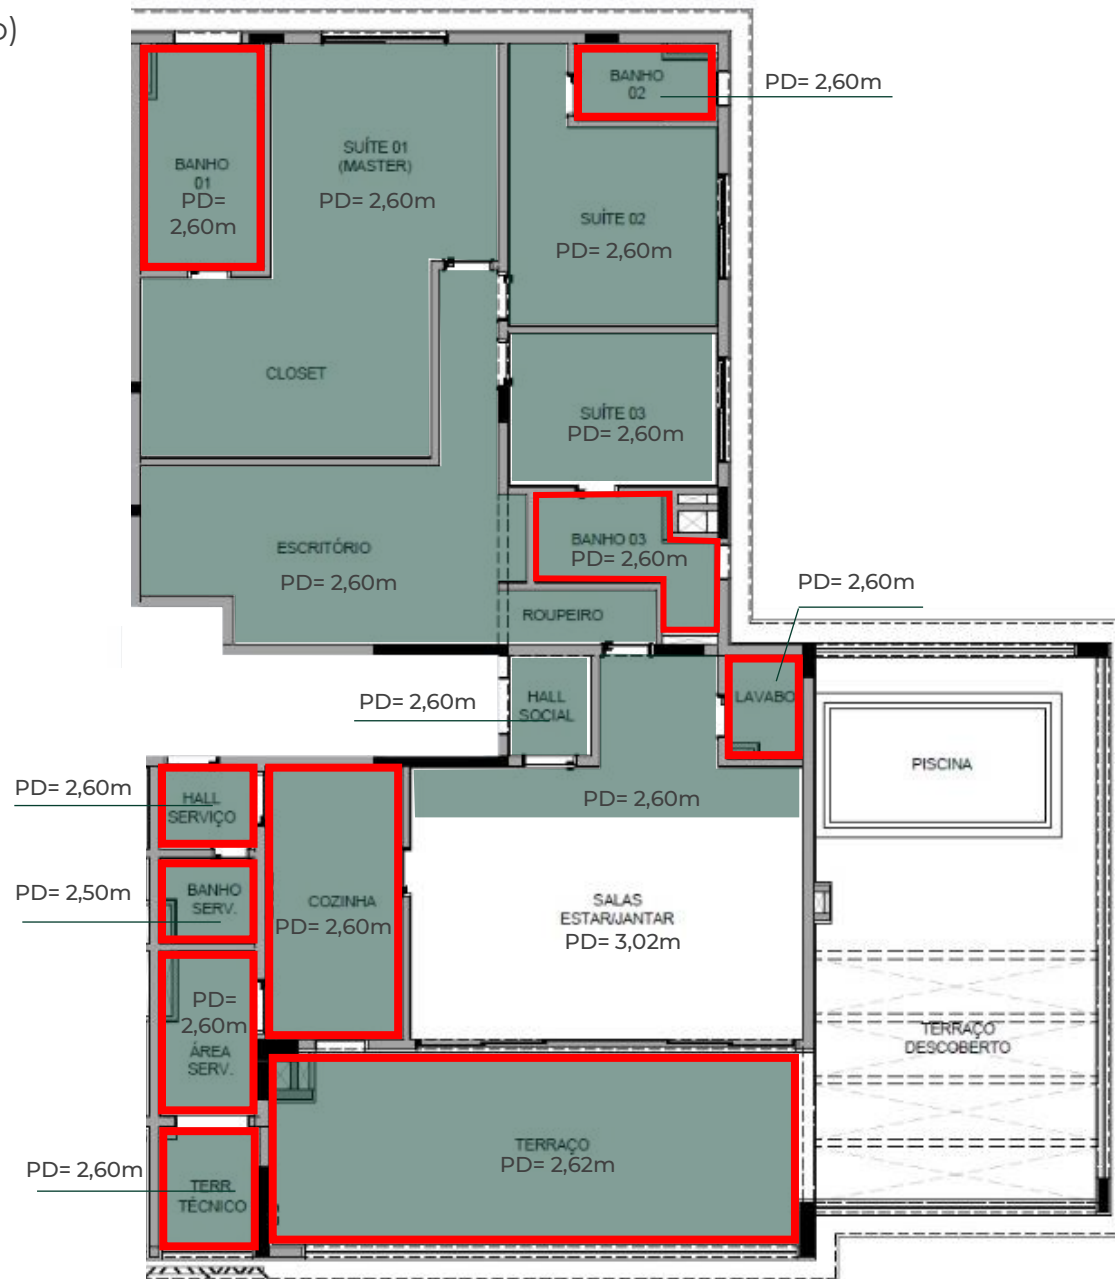 o)
BANHO
02
PD= 2,60m
BANHO
01
PD=
2,60m
SUÍTE 01
(MASTER)
PD= 2,60m
SUÍTE 02
PD= 2,60m
CLOSET
SUÍTE 03
PD= 2,60m
ESCRITÓRIO
PD= 2,60m
BANHO 03
PD= 2,60m
ROUPEIRO
PD= 2,60m
HALL
SOCIAL
PD= 2,60m
LAVABO
PISCINA
PD= 2,60m
HALL
SERVIÇO
PD= 2,60m
BANHO
SERV.
PD= 2,50m
COZINHA
PD= 2,60m
SALAS
ESTAR/JANTAR
PD= 3,02m
PD=
2,60m
ÁREA
SERV.
TERRAÇO
DESCOBERTO
TERRAÇO
PD= 2,62m
PD= 2,60m
TERR.
TÉCNICO